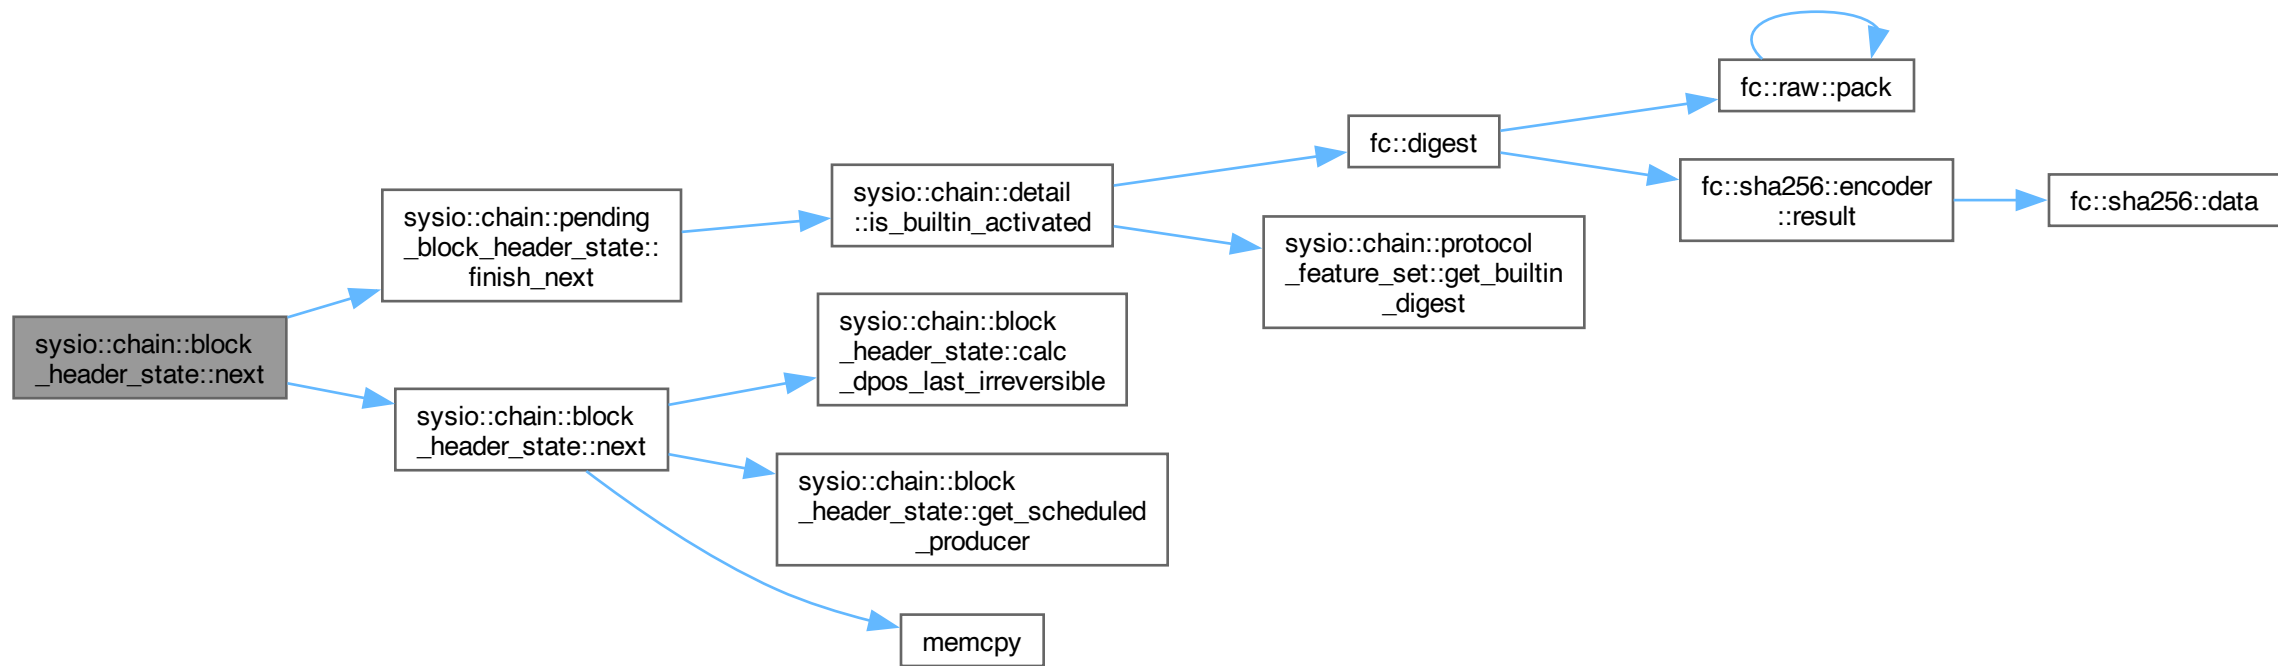 sysio::chain::block
_header_state::next
sysio::chain::pending
_block_header_state::
finish_next
sysio::chain::detail
::is_builtin_activated
fc::digest
fc::raw::pack
fc::sha256::encoder
::result
fc::sha256::data
sysio::chain::protocol
_feature_set::get_builtin
_digest
sysio::chain::block
_header_state::next
sysio::chain::block
_header_state::calc
_dpos_last_irreversible
sysio::chain::block
_header_state::get_scheduled
_producer
memcpy